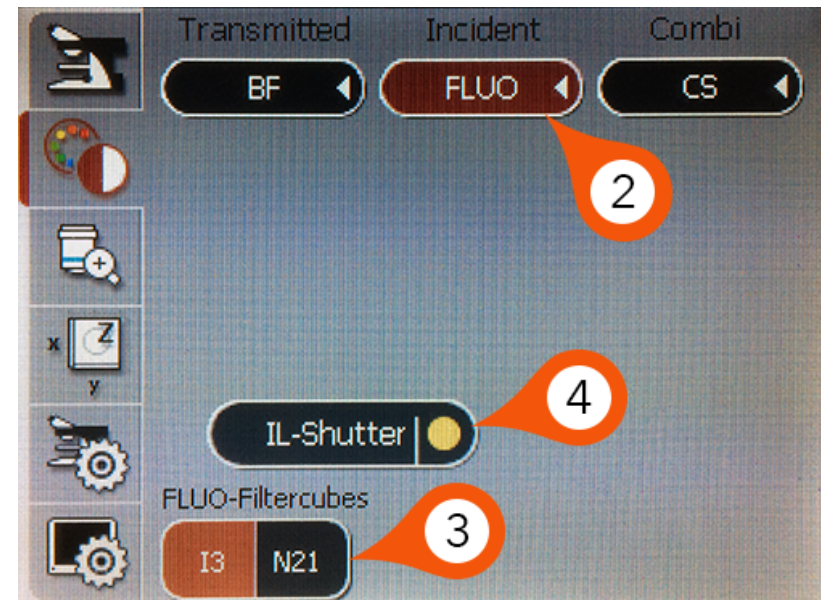 Transmitted Incident Combi
BF FLUO CS
2
x Z
y
4
IL-Shutter
FLUO-Filtercubes
3
I3 N21